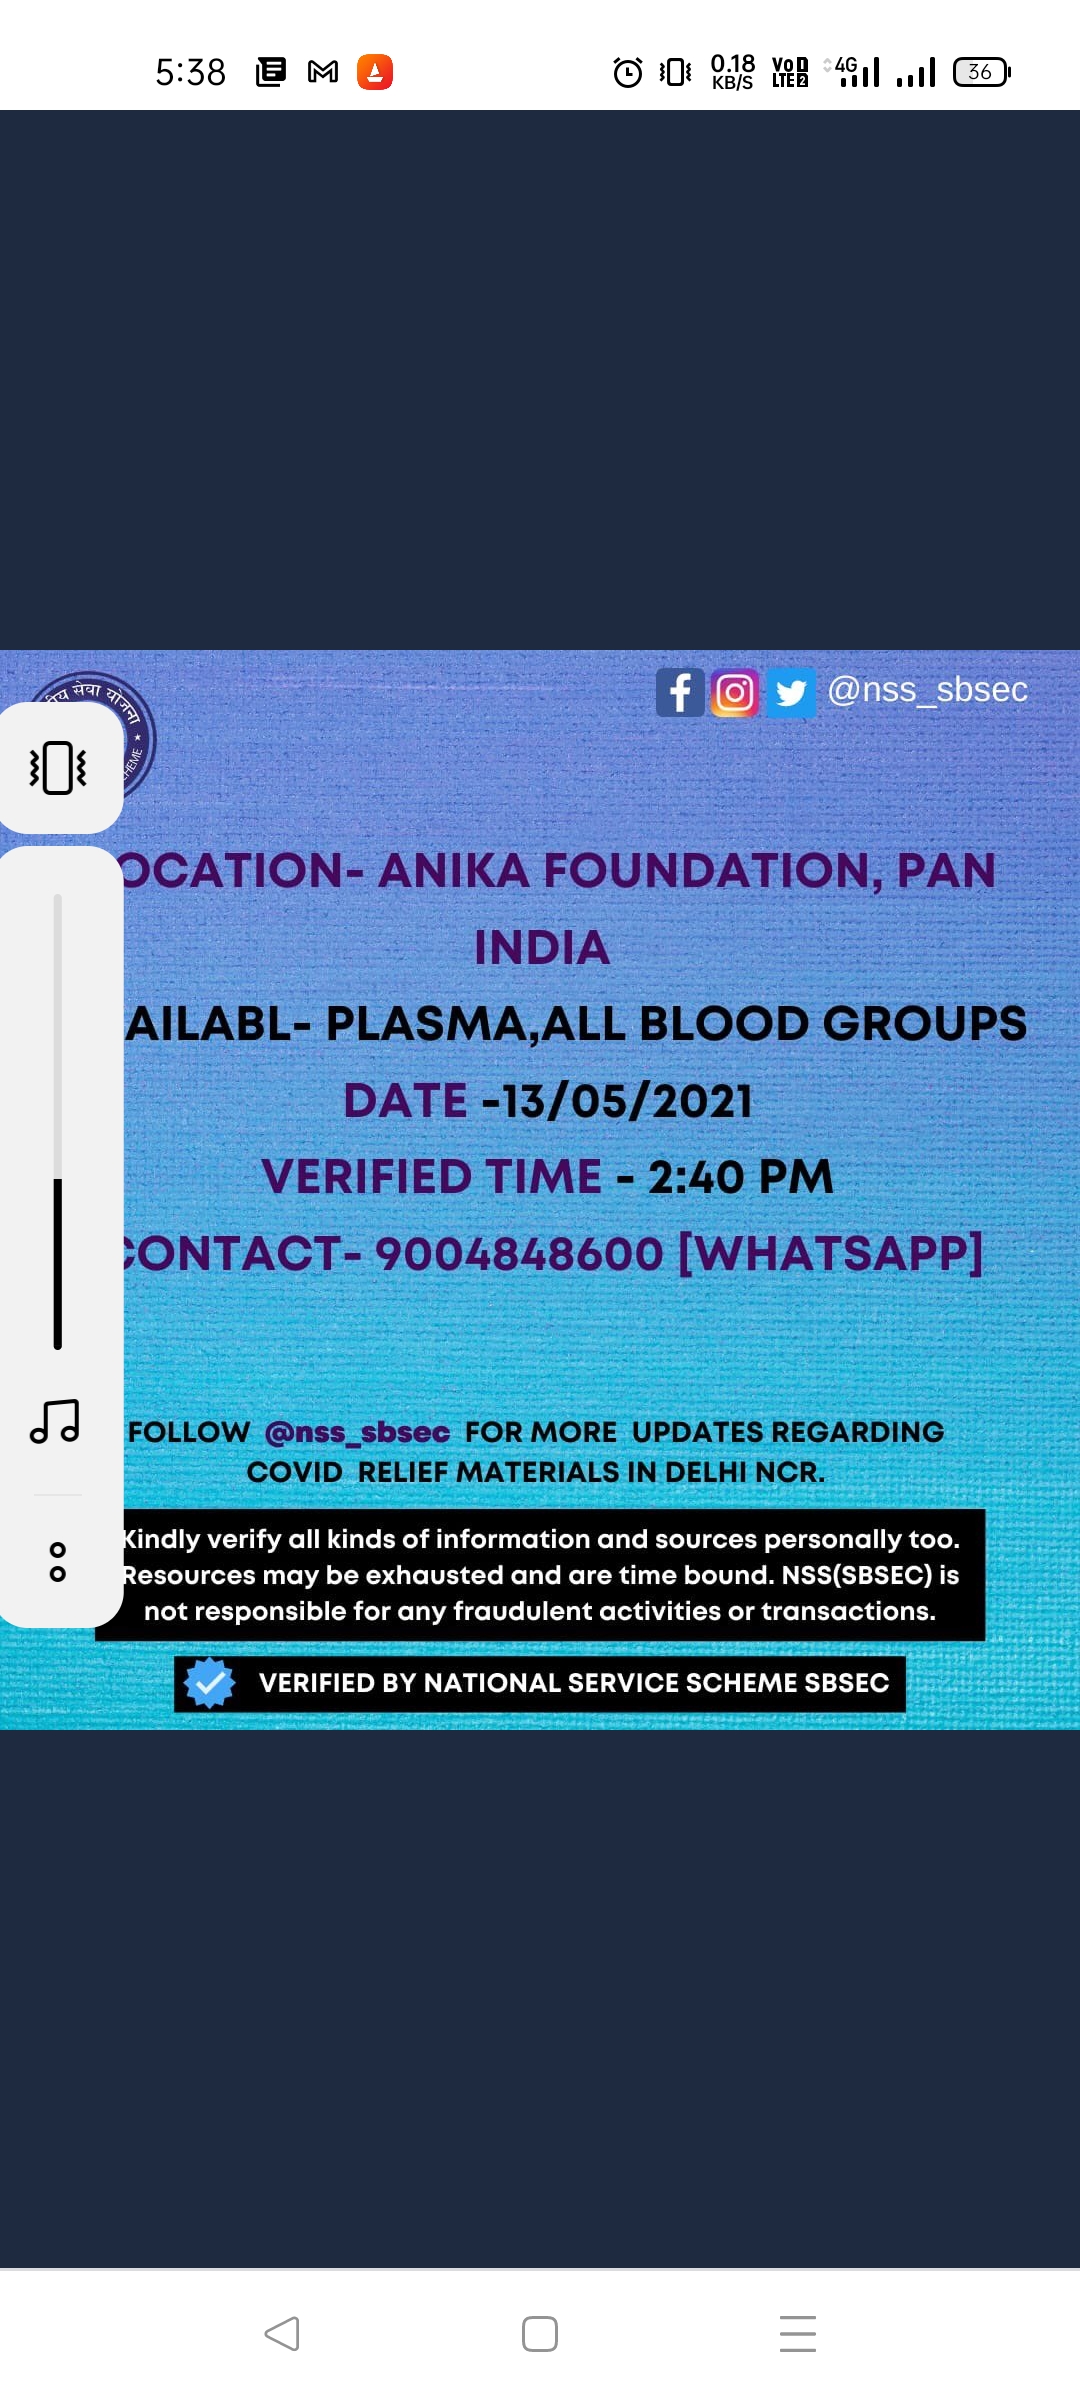 5:38
0.18
KB/S
Vo
LTE 2
4G
36
सेवा योजना
@nss_sbsec
OCATION- ANIKA FOUNDATION, PAN
INDIA
AILABL- PLASMA,ALL BLOOD GROUPS
DATE -13/05/2021
VERIFIED TIME - 2:40 PM
CONTACT- 9004848600 [WHATSAPP]
FOLLOW @nss_sbsec FOR MORE UPDATES REGARDING
COVID RELIEF MATERIALS IN DELHI NCR.
Kindly verify all kinds of information and sources personally too.
Resources may be exhausted and are time bound. NSS(SBSEC) is
not responsible for any fraudulent activities or transactions.
VERIFIED BY NATIONAL SERVICE SCHEME SBSEC